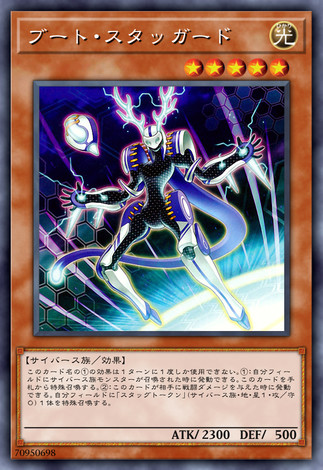 ブート・スタッガード
光
【サイバース族／効果】
このカード名の①の効果は１ターンに１度しか使用できない。①：自分フィー
ルドにサイバース族モンスターが召喚された時に発動できる。このカードを手
札から特殊召喚する。②：このカードが相手に戦闘ダメージを与えた時に発動で
きる。自分フィールドに「スタッグトークン」（サイバース族・地・星１・攻／守
０）１体を特殊召喚する。
ATK/ 2300 DEF/ 500
70950698